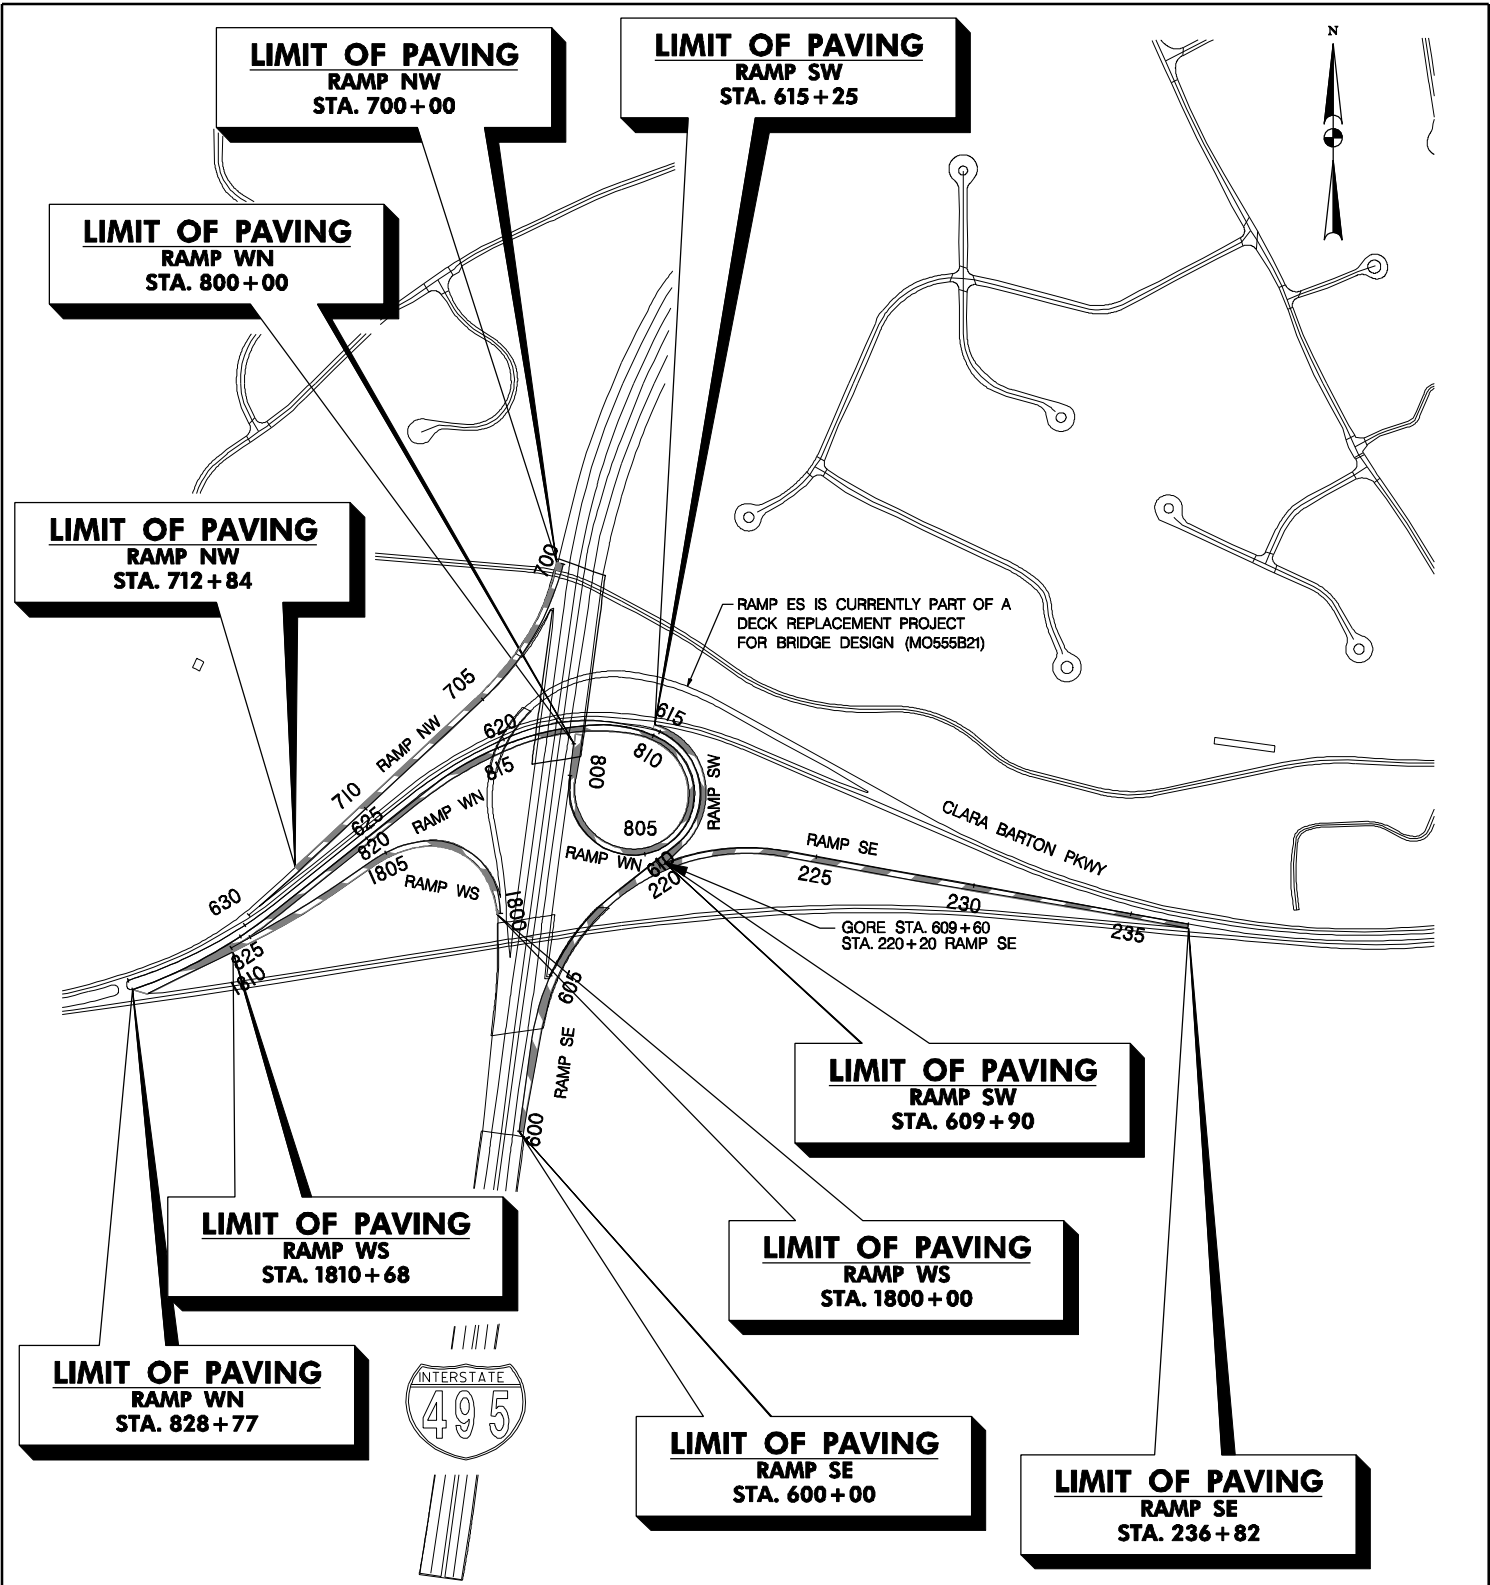 LIMIT OF PAVING
RAMP NW
STA. 700+00
LIMIT OF PAVING
RAMP SW
STA. 615+25
N
LIMIT OF PAVING
RAMP WN
STA. 800+00
LIMIT OF PAVING
RAMP NW
STA. 712+84
700
RAMP ES IS CURRENTLY PART OF A
DECK REPLACEMENT PROJECT
FOR BRIDGE DESIGN (MO555B21)
705
RAMP NW
710
620
615
810
815
800
RAMP SW
625
820
RAMP WN
805
RAMP WN
1805
RAMP WS
610
220
RAMP SE
225
CLARA BARTON PKWY
230
235
630
825
1810
1800
GORE STA. 609+60
STA. 220+20 RAMP SE
605
RAMP SE
600
LIMIT OF PAVING
RAMP SW
STA. 609+90
LIMIT OF PAVING
RAMP WS
STA. 1810+68
LIMIT OF PAVING
RAMP WS
STA. 1800+00
LIMIT OF PAVING
RAMP WN
STA. 828+77
INTERSTATE
495
LIMIT OF PAVING
RAMP SE
STA. 600+00
LIMIT OF PAVING
RAMP SE
STA. 236+82